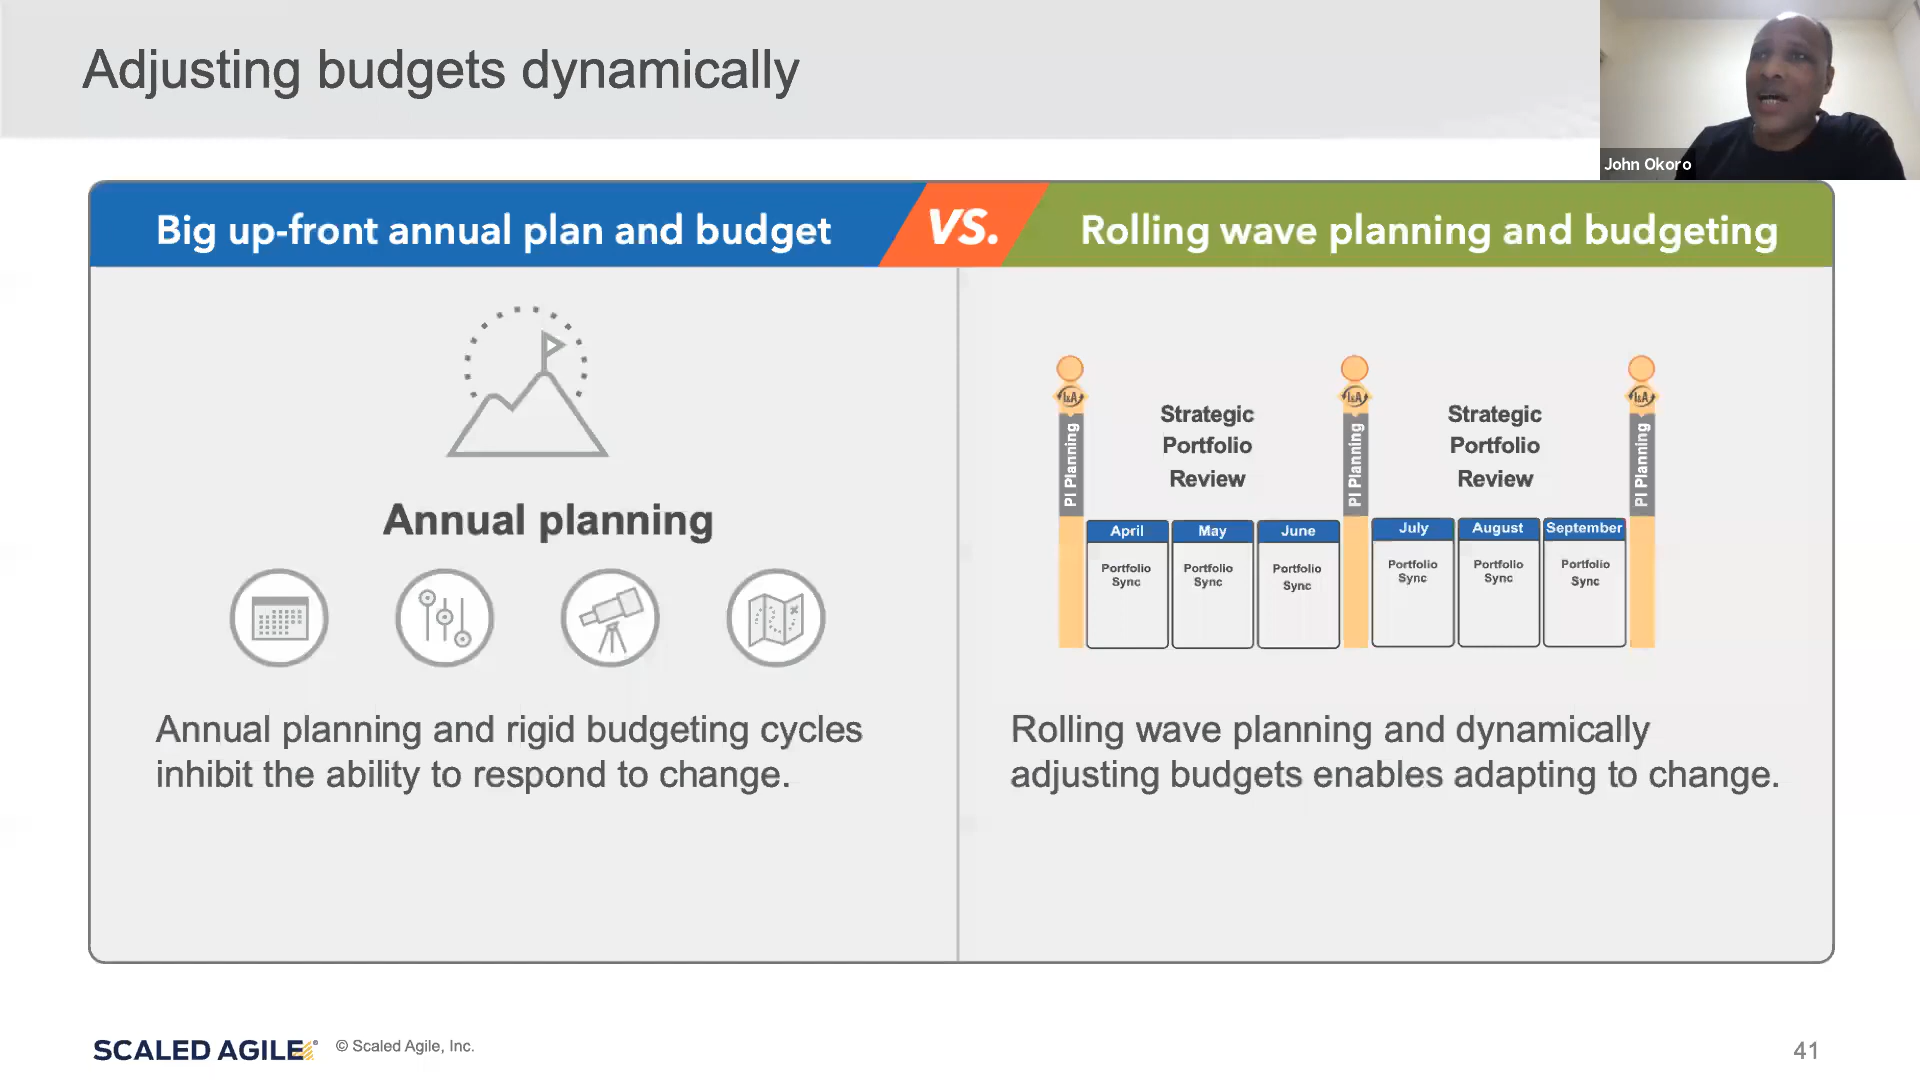 Adjusting budgets dynamically
John Okoro
Big up-front annual plan and budget
VS.
Rolling wave planning and budgeting
Annual planning
Annual planning and rigid budgeting cycles
inhibit the ability to respond to change.
I&A
PI Planning
Strategic
Portfolio
Review
I&A
PI Planning
Strategic
Portfolio
Review
I&A
PI Planning
April
Portfolio
Sync
May
Portfolio
Sync
June
Portfolio
Sync
July
Portfolio
Sync
August
Portfolio
Sync
September
Portfolio
Sync
Rolling wave planning and dynamically
adjusting budgets enables adapting to change.
SCALED AGILE®
© Scaled Agile, Inc.
41